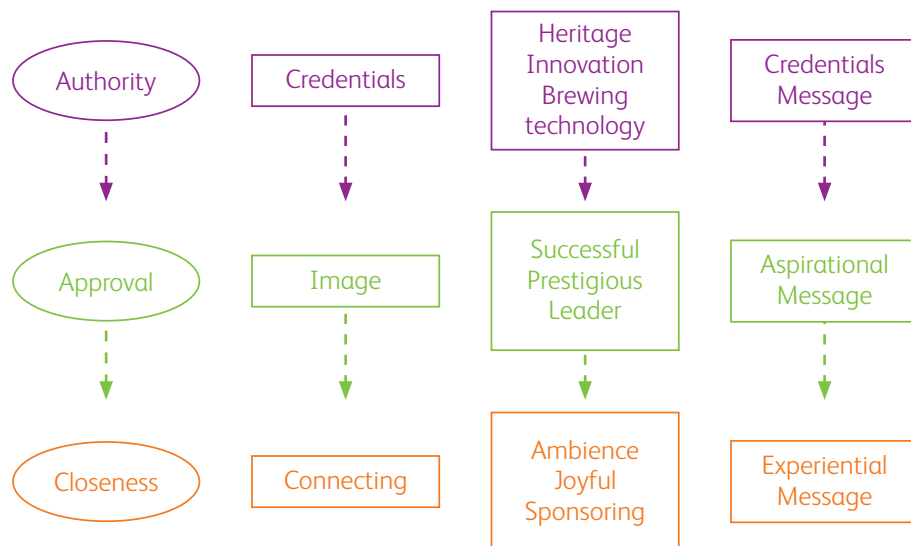 Authority
Credentials
Heritage
Innovation
Brewing
technology
Credentials
Message
Approval
Image
Successful
Prestigious
Leader
Aspirational
Message
Closeness
Connecting
Ambience
Joyful
Sponsoring
Experiential
Message